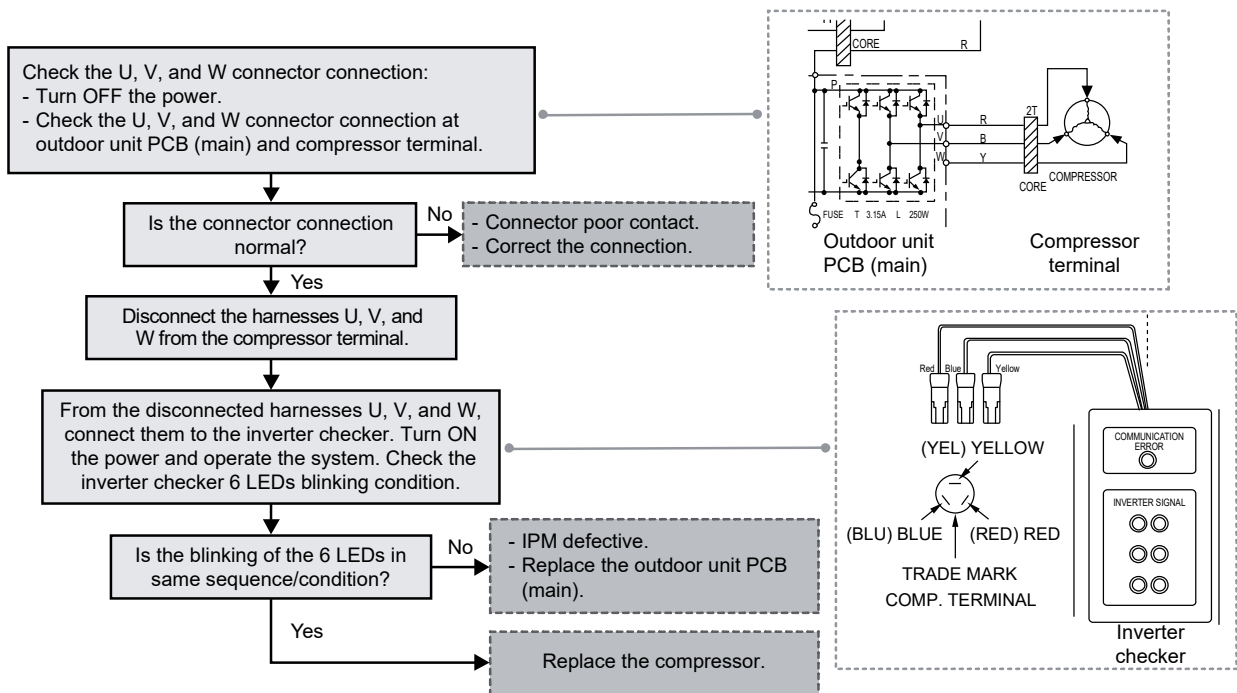 Check the U, V, and W connector connection:
- Turn OFF the power.
- Check the U, V, and W connector connection at
outdoor unit PCB (main) and compressor terminal.
Is the connector connection
normal?
No
- Connector poor contact.
- Correct the connection.
Yes
Disconnect the harnesses U, V, and
W from the compressor terminal.
From the disconnected harnesses U, V, and W,
connect them to the inverter checker. Turn ON
the power and operate the system. Check the
inverter checker 6 LEDs blinking condition.
Is the blinking of the 6 LEDs in
same sequence/condition?
No
- IPM defective.
- Replace the outdoor unit PCB
(main).
Yes
Replace the compressor.
CORE
R
P
U
R
2T
V
B
W
Y
CORE
COMPRESSOR
FUSE T 3.15A L 250W
Outdoor unit
PCB (main)
Compressor
terminal
Red Blue Yellow
(YEL) YELLOW
(BLU) BLUE
(RED) RED
TRADE MARK
COMP. TERMINAL
COMMUNICATION
ERROR
INVERTER SIGNAL
Inverter
checker